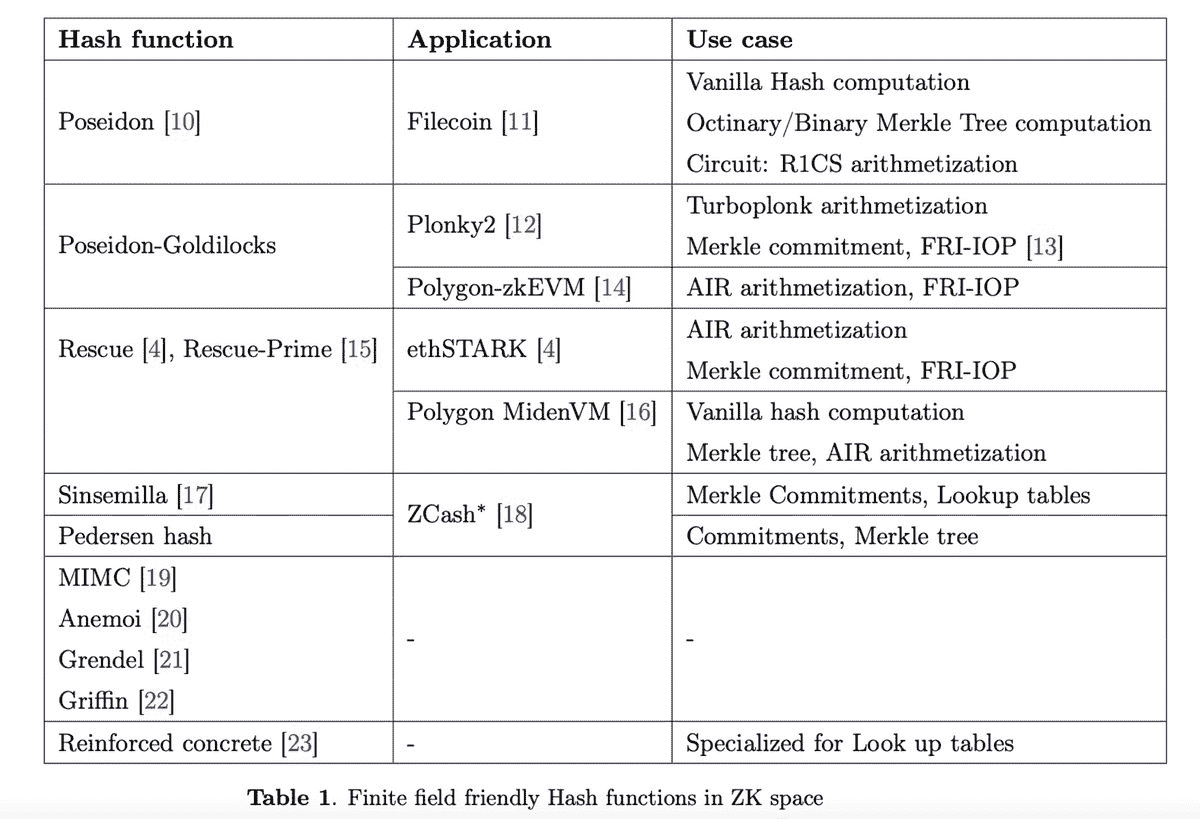 Hash function Application Use case
Vanilla Hash computation
Poseidon [10] Filecoin [11] Octinary/Binary Merkle Tree computation
Circuit: R1CS arithmetization
Poseidon-Goldilocks
Plonky2 [12]
Turboplonk arithmetization
Merkle commitment, FRI-IOP [13]
Polygon-zkEVM [14] AIR arithmetization, FRI-IOP
Rescue [4], Rescue-Prime [15] ethSTARK [4]
AIR arithmetization
Merkle commitment, FRI-IOP
Polygon MidenVM [16] Vanilla hash computation
Merkle tree, AIR arithmetization
Sinsemilla [17]
ZCash* [18]
Merkle Commitments, Lookup tables
Pedersen hash
Commitments, Merkle tree
MIMC [19]
Anemoi [20]
Grendel [21]
Griffin [22]
- -
Reinforced concrete [23] - Specialized for Look up tables
Table 1. Finite field friendly Hash functions in ZK space